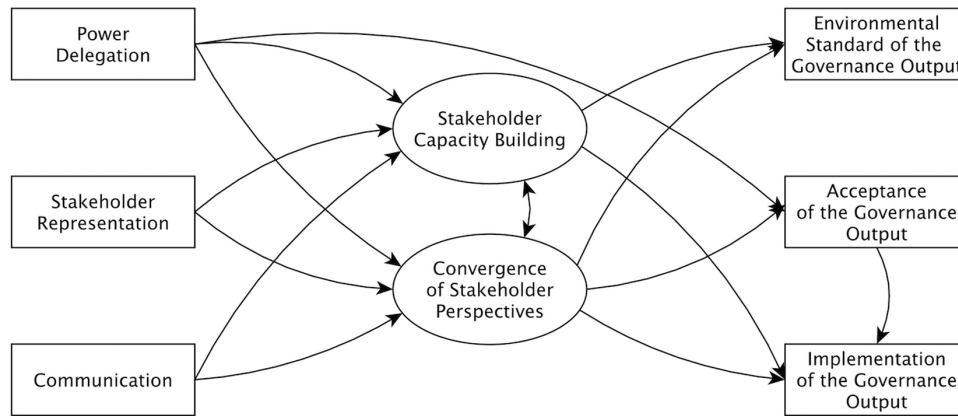 Power
Delegation
Stakeholder
Representation
Communication
Stakeholder
Capacity Building
Convergence
of Stakeholder
Perspectives
Environmental
Standard of the
Governance Output
Acceptance
of the Governance
Output
Implementation
of the Governance
Output